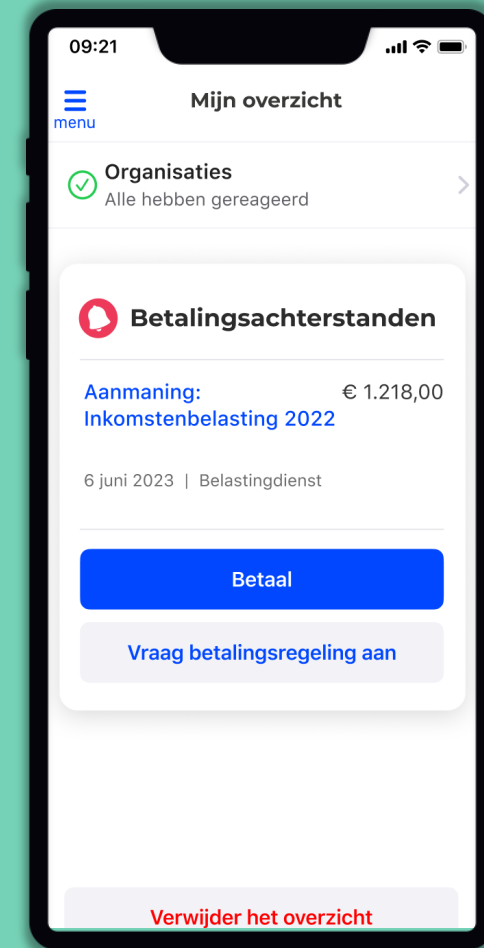 09:21
menu
Mijn overzicht
Organisaties
Alle hebben gereageerd
Betalingsachterstanden
Aanmaning: € 1.218,00
Inkomstenbelasting 2022
6 juni 2023 | Belastingdienst
Betaal
Vraag betalingsregeling aan
Verwijder het overzicht